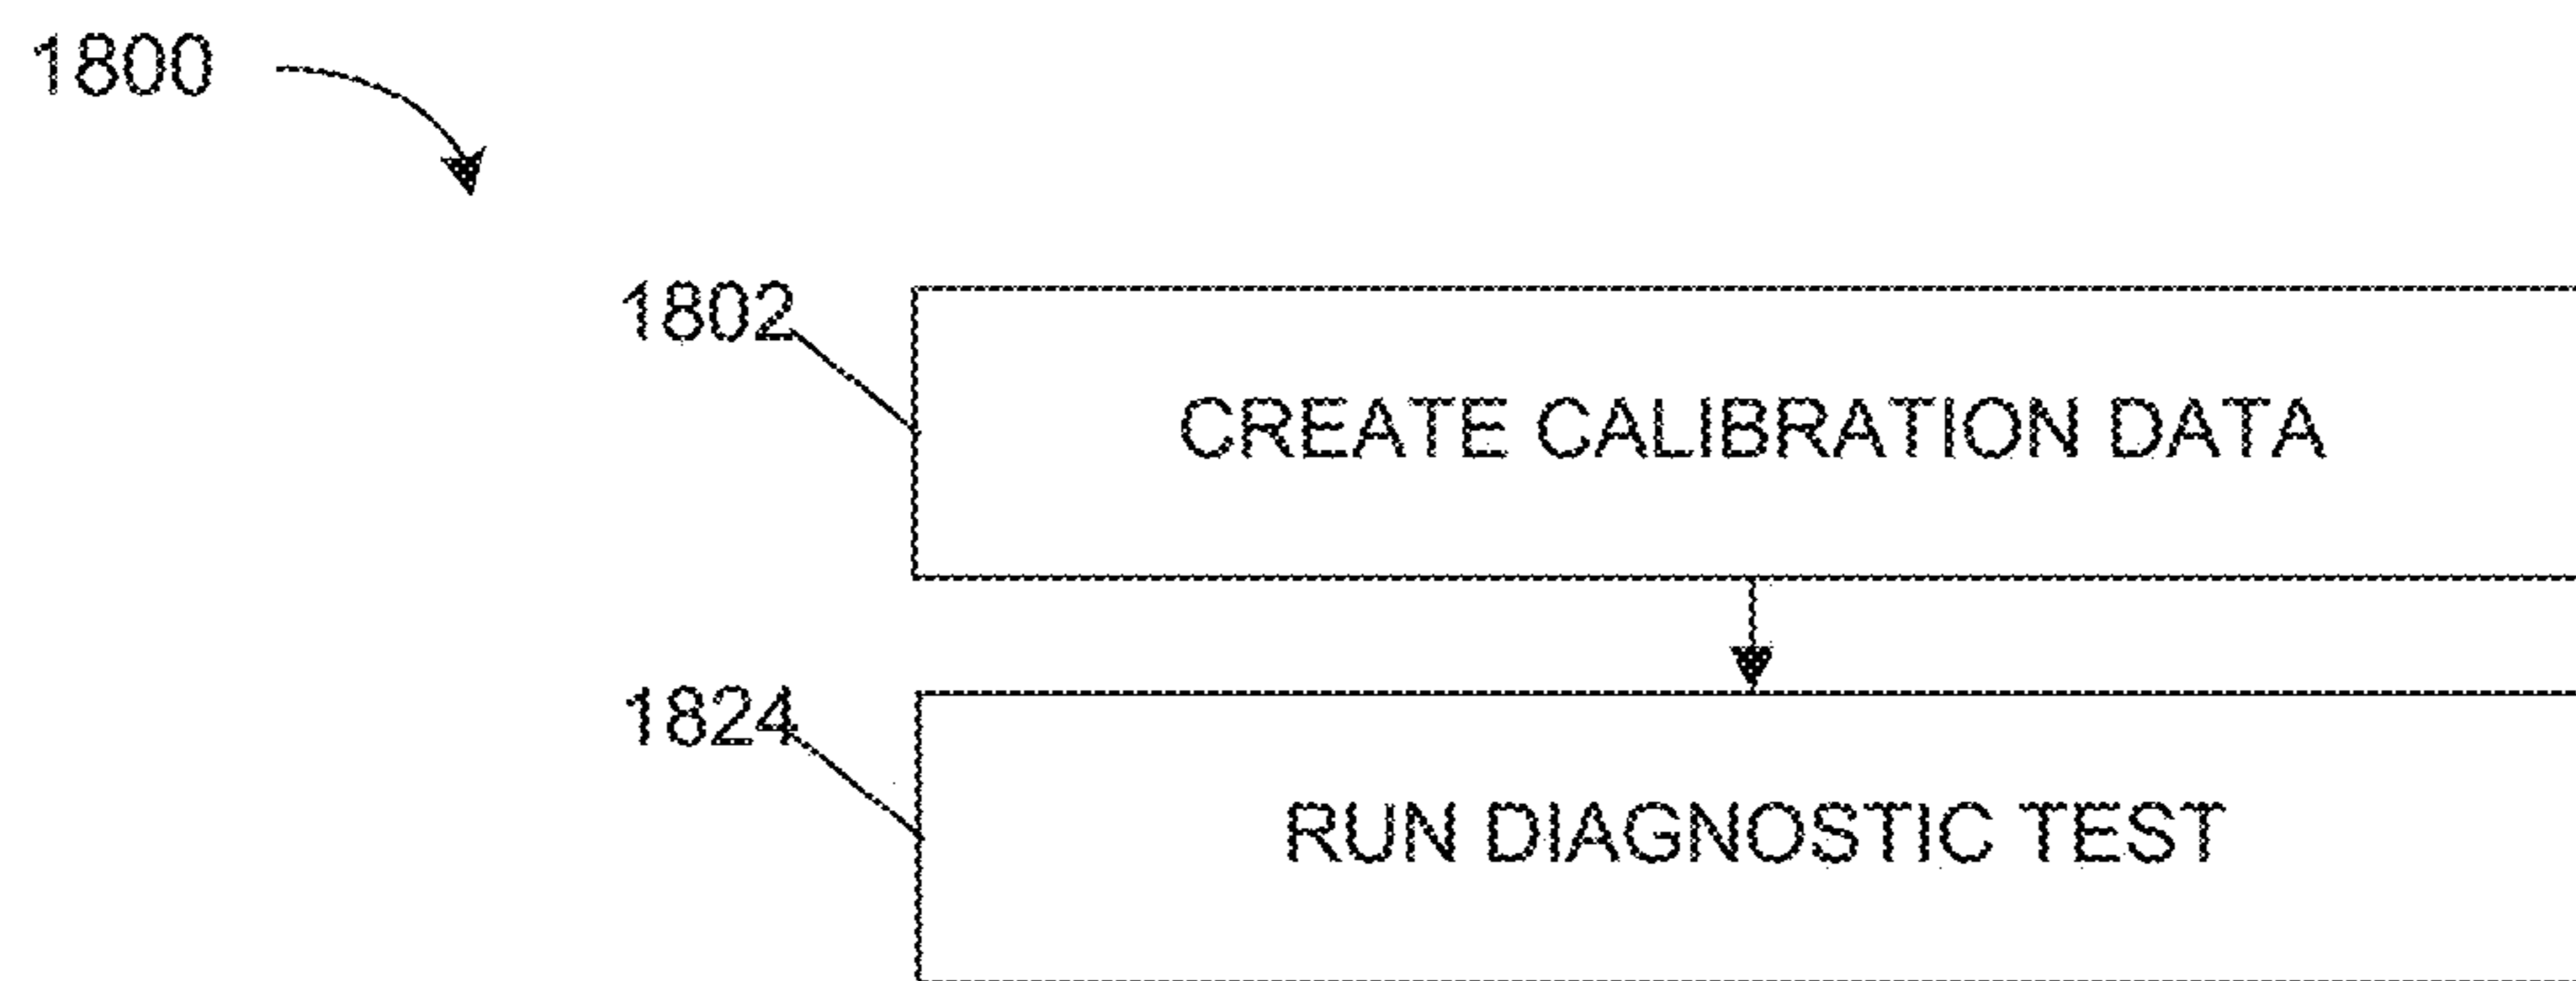 1800
1802
CREATE CALIBRATION DATA
1824
RUN DIAGNOSTIC TEST